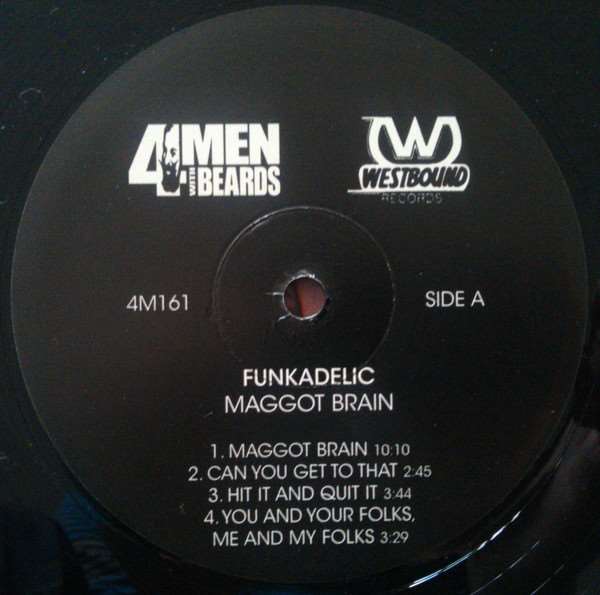 4 MEN
WITH BEARDS
W
WESTBOUND
RECORDS
4M161
SIDE A
FUNKADELIC
MAGGOT BRAIN
1. MAGGOT BRAIN 10:10
2. CAN YOU GET TO THAT 2:45
3. HIT IT AND QUIT IT 3:44
4. YOU AND YOUR FOLKS,
ME AND MY FOLKS 3:29